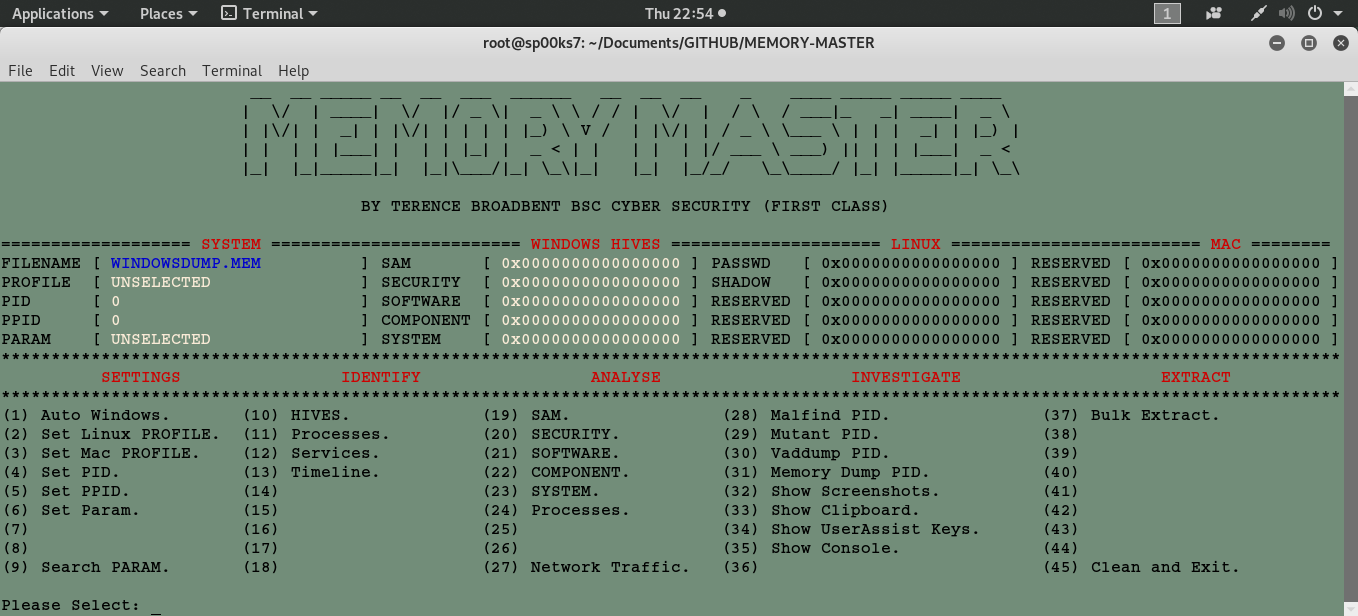 Applications Places Terminal Thu 22:54 1
root@sp00ks7: ~/Documents/GITHUB/MEMORY-MASTER
File Edit View Search Terminal Help
MEMORY MASTER
BY TERENCE BROADBENT BSC CYBER SECURITY (FIRST CLASS)
=================== SYSTEM ========================= WINDOWS HIVES ===================== LINUX ========================= MAC ========
FILENAME [ WINDOWSDUMP.MEM ] SAM [ 0x0000000000000000 ] PASSWD [ 0x0000000000000000 ] RESERVED [ 0x0000000000000000 ]
PROFILE [ UNSELECTED ] SECURITY [ 0x0000000000000000 ] SHADOW [ 0x0000000000000000 ] RESERVED [ 0x0000000000000000 ]
PID [ 0 ] SOFTWARE [ 0x0000000000000000 ] RESERVED [ 0x0000000000000000 ] RESERVED [ 0x0000000000000000 ]
PPID [ 0 ] COMPONENT [ 0x0000000000000000 ] RESERVED [ 0x0000000000000000 ] RESERVED [ 0x0000000000000000 ]
PARAM [ UNSELECTED ] SYSTEM [ 0x0000000000000000 ] RESERVED [ 0x0000000000000000 ] RESERVED [ 0x0000000000000000 ]
**************************************************************************************************************************************
SETTINGS IDENTIFY ANALYSE INVESTIGATE EXTRACT
**************************************************************************************************************************************
(1) Auto Windows. (10) HIVES. (19) SAM. (28) Malfind PID. (37) Bulk Extract.
(2) Set Linux PROFILE. (11) Processes. (20) SECURITY. (29) Mutant PID. (38)
(3) Set Mac PROFILE. (12) Services. (21) SOFTWARE. (30) Vaddump PID. (39)
(4) Set PID. (13) Timeline. (22) COMPONENT. (31) Memory Dump PID. (40)
(5) Set PPID. (14) (23) SYSTEM. (32) Show Screenshots. (41)
(6) Set Param. (15) (24) Processes. (33) Show Clipboard. (42)
(7) (16) (25) (34) Show UserAssist Keys. (43)
(8) (17) (26) (35) Show Console. (44)
(9) Search PARAM. (18) (27) Network Traffic. (36) (45) Clean and Exit.
Please Select: _